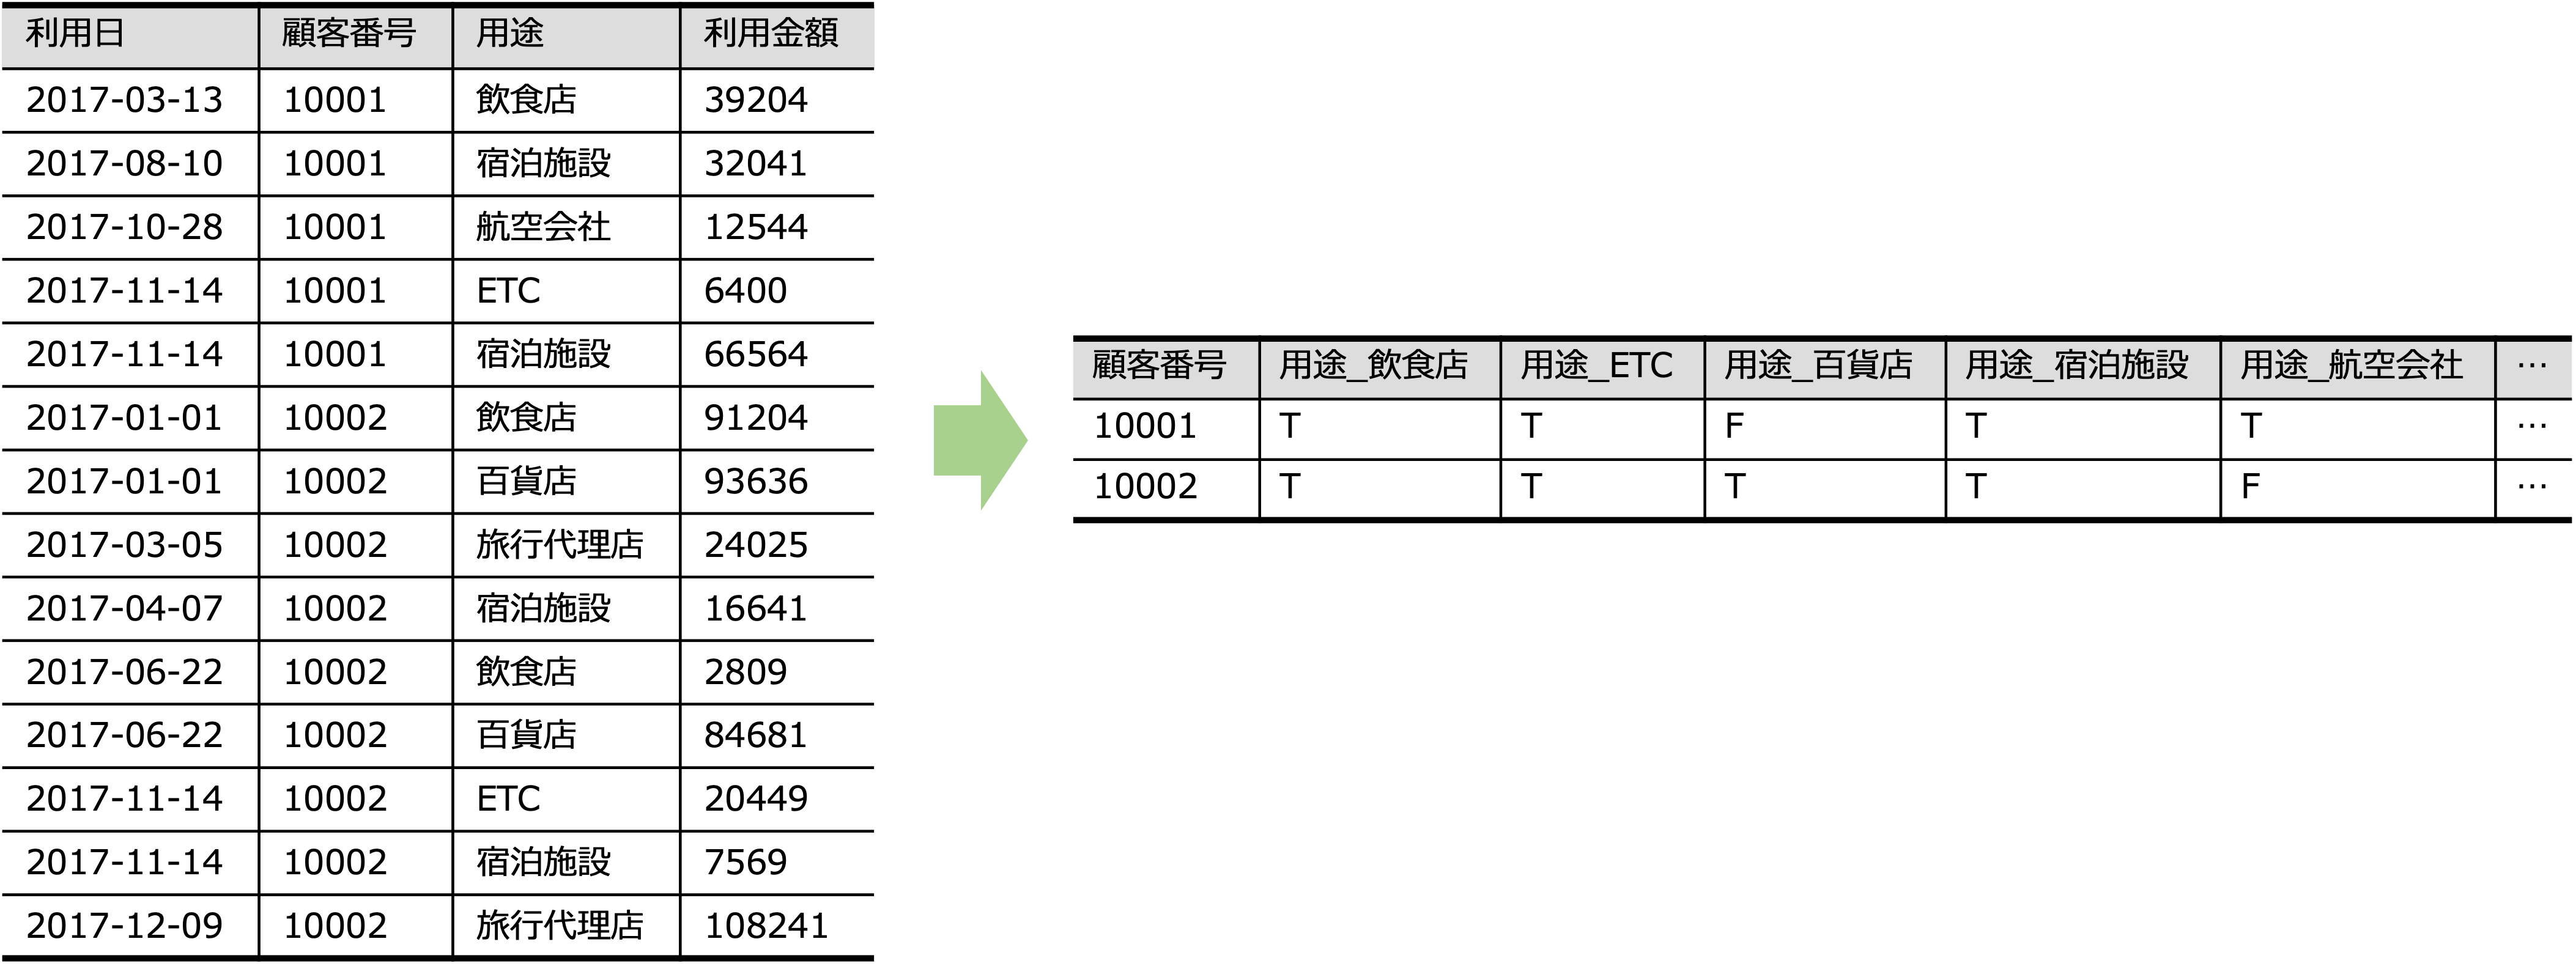 利用日 顧客番号 用途 利用金額
2017-03-13 10001 飲食店 39204
2017-08-10 10001 宿泊施設 32041
2017-10-28 10001 航空会社 12544
2017-11-14 10001 ETC 6400
2017-11-14 10001 宿泊施設 66564
2017-01-01 10002 飲食店 91204
2017-01-01 10002 百貨店 93636
2017-03-05 10002 旅行代理店 24025
2017-04-07 10002 宿泊施設 16641
2017-06-22 10002 飲食店 2809
2017-06-22 10002 百貨店 84681
2017-11-14 10002 ETC 20449
2017-11-14 10002 宿泊施設 7569
2017-12-09 10002 旅行代理店 108241
顧客番号 用途_飲食店 用途_ETC 用途_百貨店 用途_宿泊施設 用途_航空会社 …
10001 T T F T T …
10002 T T T T F …